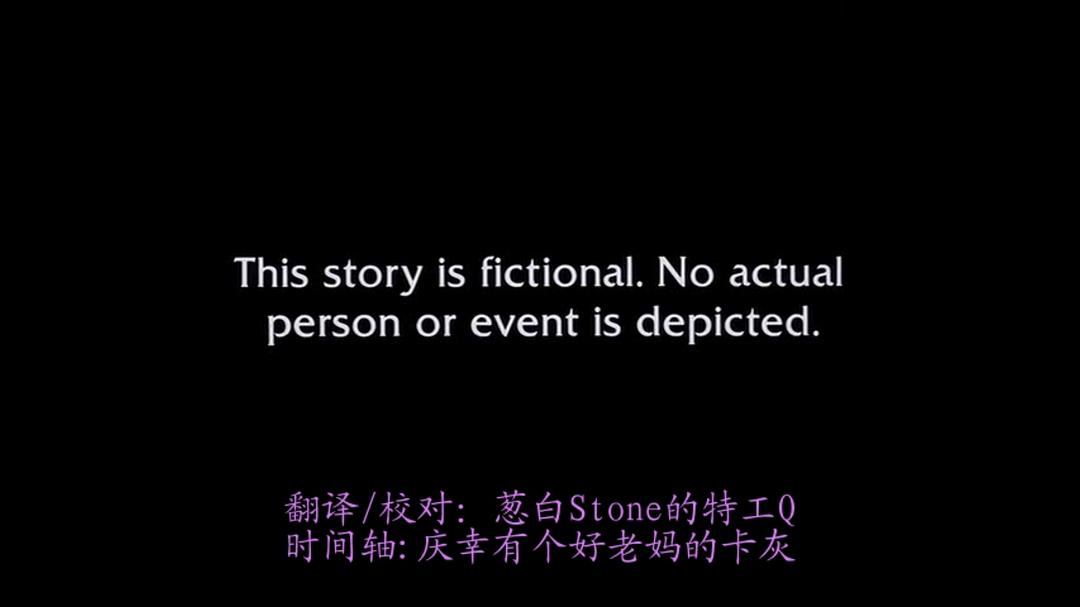 This story is fictional. No actual
person or event is depicted.
翻译/校对: 葱白Stone的特工Q
时间轴:庆幸有个好老妈的卡灰